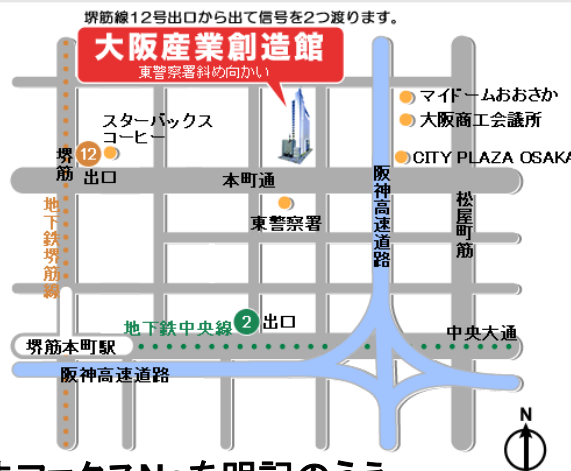 堺筋線12号出口から出て信号を2つ渡ります。
大阪産業創造館
東警察署斜め向かい
マイドームおおさか
大阪商工会議所
スターバックス
コーヒー
CITY PLAZA OSAKA
堺筋
12
出口
本町通
東警察署
阪神高速道路
松屋町筋
地下鉄堺筋線
地下鉄中央線
2
出口
中央大通
堺筋本町駅
阪神高速道路
N